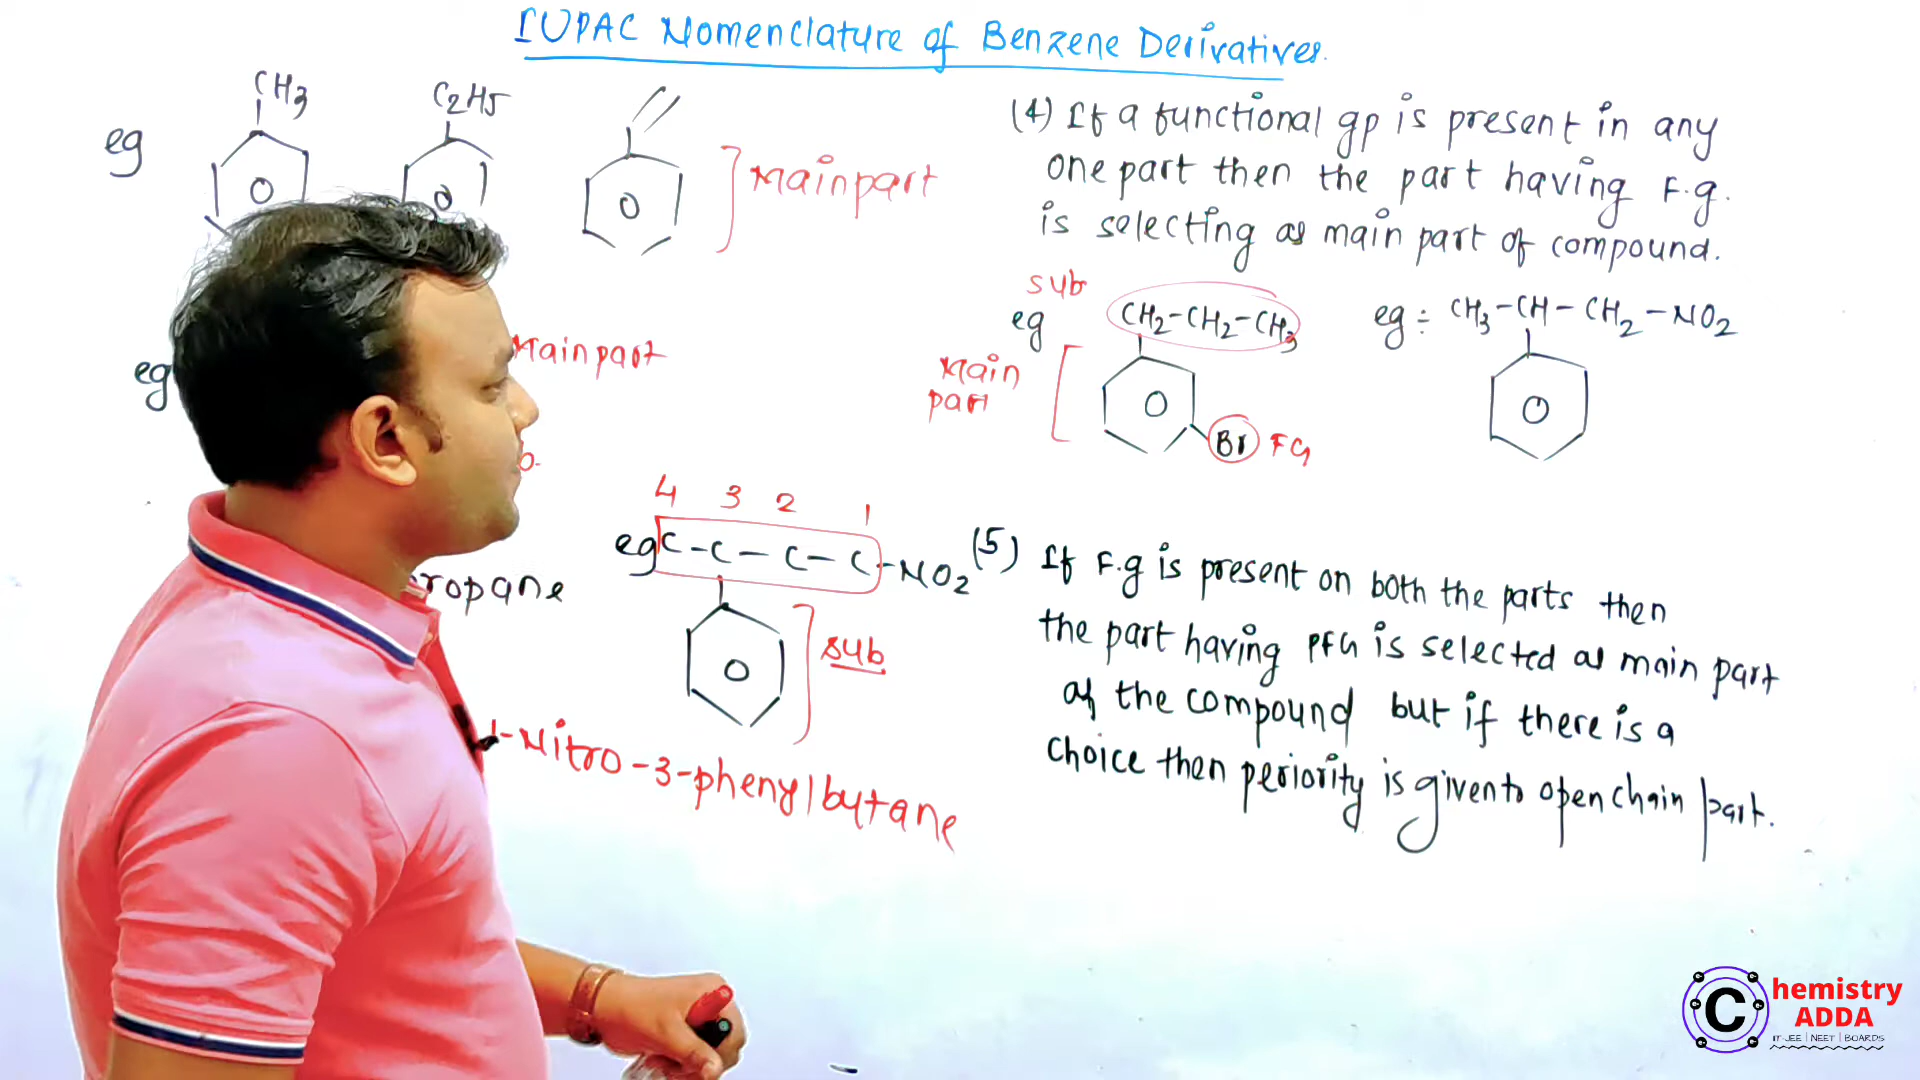 IUPAC Nomenclature of Benzene Derivatives.
eg
CH3
C2H5
Main part
eg
Main part
ropane
4 3 2 1
eg C-C-C-C-NO2
sub
1-Nitro-3-phenylbutane
(4) If a functional gp is present in any
one part then the part having F.g.
is selecting as main part of compound.
sub
eg
CH2-CH2-CH3
Main
part
Br FG
eg÷ CH3-CH-CH2-NO2
(5) If F.g is present on both the parts then
the part having PFG is selected as main part
of the compound but if there is a
choice then periority is given to open chain part.
Chemistry
ADDA
IIT-JEE | NEET | BOARDS